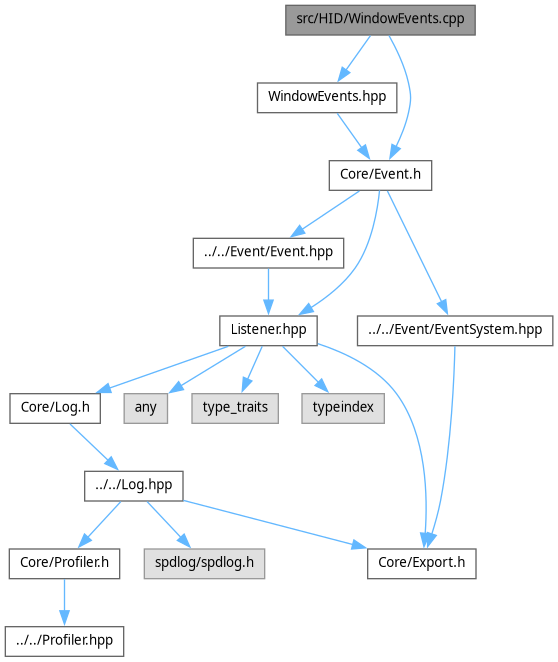 src/HID/WindowEvents.cpp
WindowEvents.hpp
Core/Event.h
../../Event/Event.hpp
Listener.hpp
../../Event/EventSystem.hpp
Core/Log.h
any
type_traits
typeindex
../../Log.hpp
Core/Profiler.h
spdlog/spdlog.h
Core/Export.h
../../Profiler.hpp